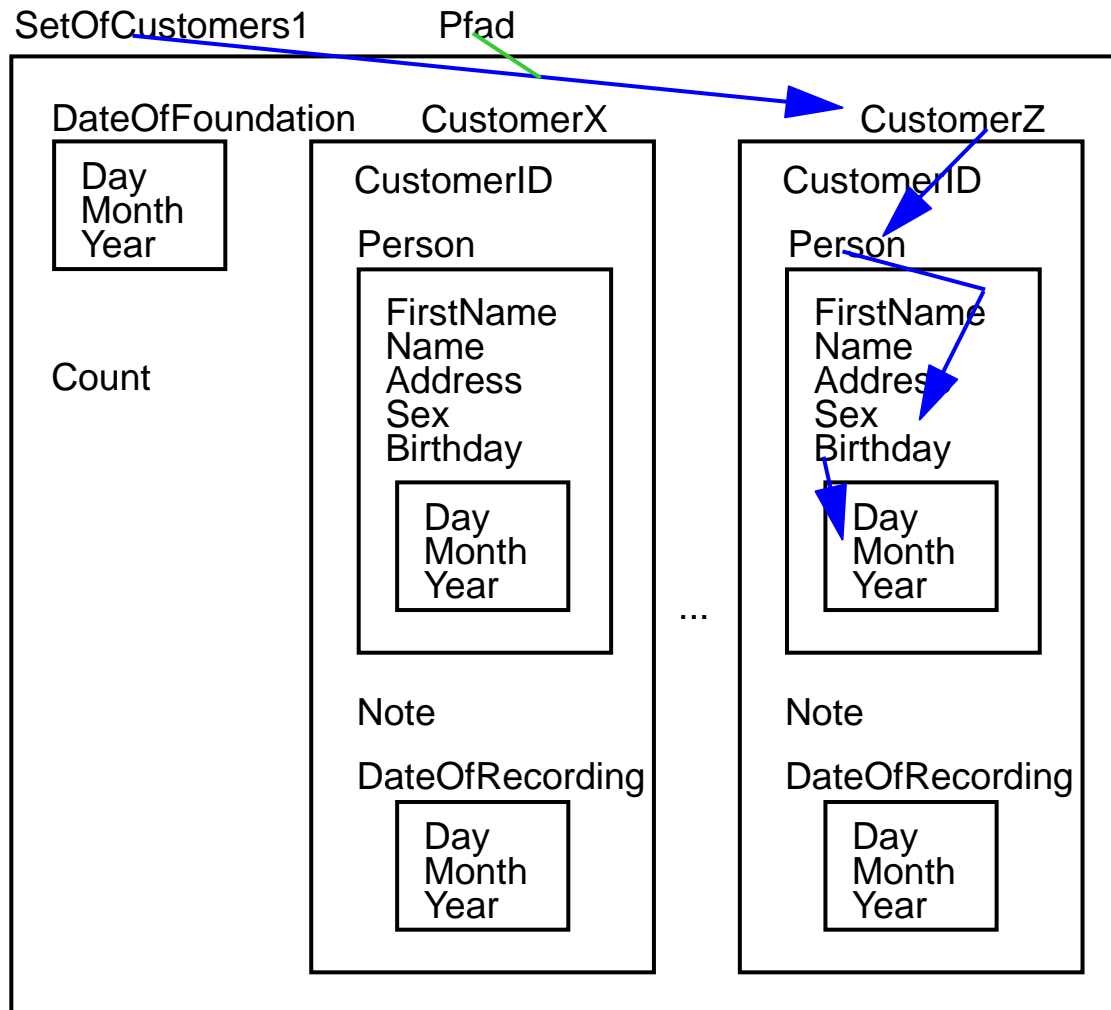 SetOfCustomers1
Pfad
DateOfFoundation
Day
Month
Year
Count
CustomerX
CustomerID
Person
FirstName
Name
Address
Sex
Birthday
Day
Month
Year
Note
DateOfRecording
Day
Month
Year
...
CustomerZ
CustomerID
Person
FirstName
Name
Address
Sex
Birthday
Day
Month
Year
Note
DateOfRecording
Day
Month
Year